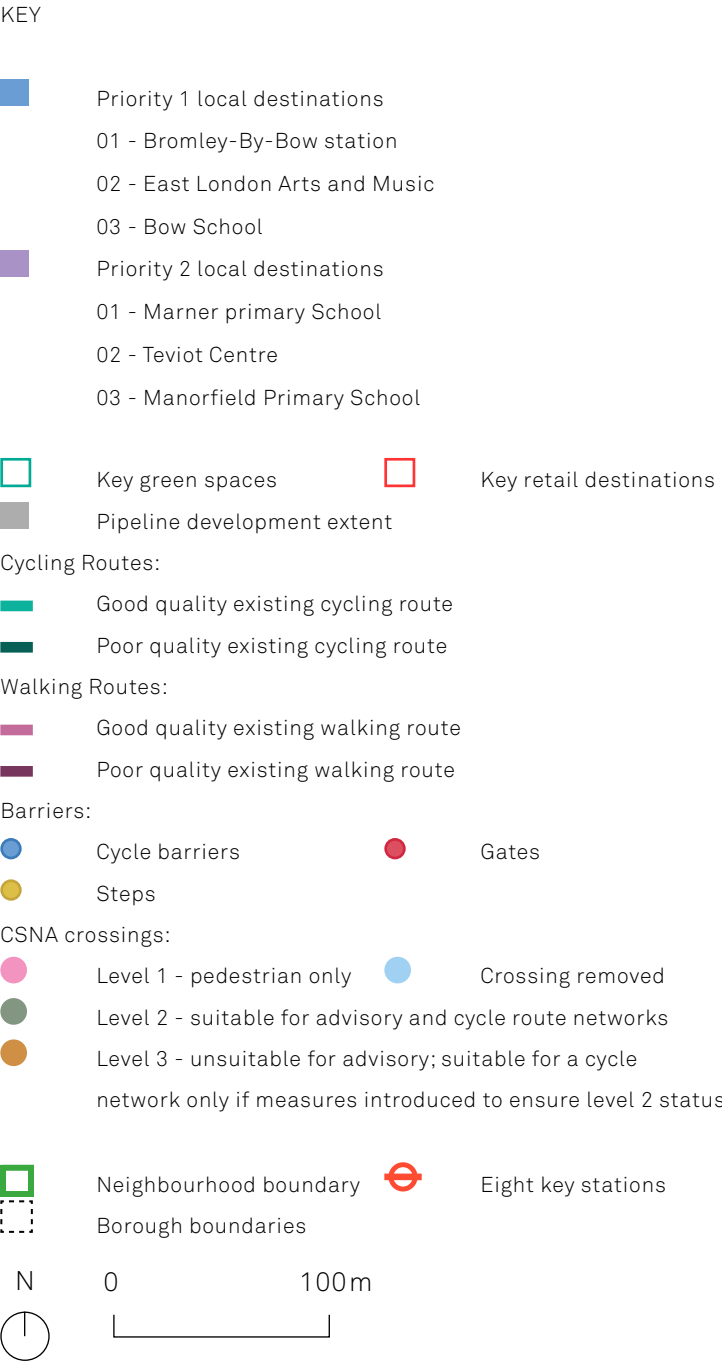 KEY
Priority 1 local destinations
01 - Bromley-By-Bow station
02 - East London Arts and Music
03 - Bow School
Priority 2 local destinations
01 - Marner primary School
02 - Teviot Centre
03 - Manorfield Primary School
Key green spaces
Key retail destinations
Pipeline development extent
Cycling Routes:
Good quality existing cycling route
Poor quality existing cycling route
Walking Routes:
Good quality existing walking route
Poor quality existing walking route
Barriers:
Cycle barriers
Gates
Steps
CSNA crossings:
Level 1 - pedestrian only
Crossing removed
Level 2 - suitable for advisory and cycle route networks
Level 3 - unsuitable for advisory; suitable for a cycle
network only if measures introduced to ensure level 2 status
Neighbourhood boundary
Eight key stations
Borough boundaries
N 0 100m